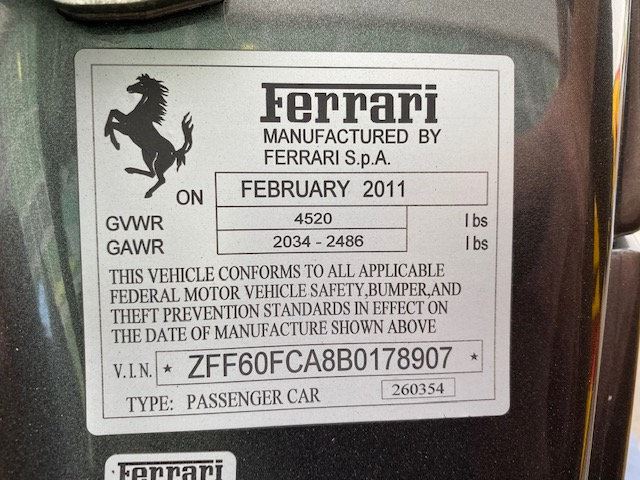 Ferrari
MANUFACTURED BY
FERRARI S.p.A.
ON FEBRUARY 2011
GVWR 4520 lbs
GAWR 2034 - 2486 lbs
THIS VEHICLE CONFORMS TO ALL APPLICABLE
FEDERAL MOTOR VEHICLE SAFETY,BUMPER,AND
THEFT PREVENTION STANDARDS IN EFFECT ON
THE DATE OF MANUFACTURE SHOWN ABOVE
V.I.N. * ZFF60FCA8B0178907 *
TYPE: PASSENGER CAR 260354
Ferrari